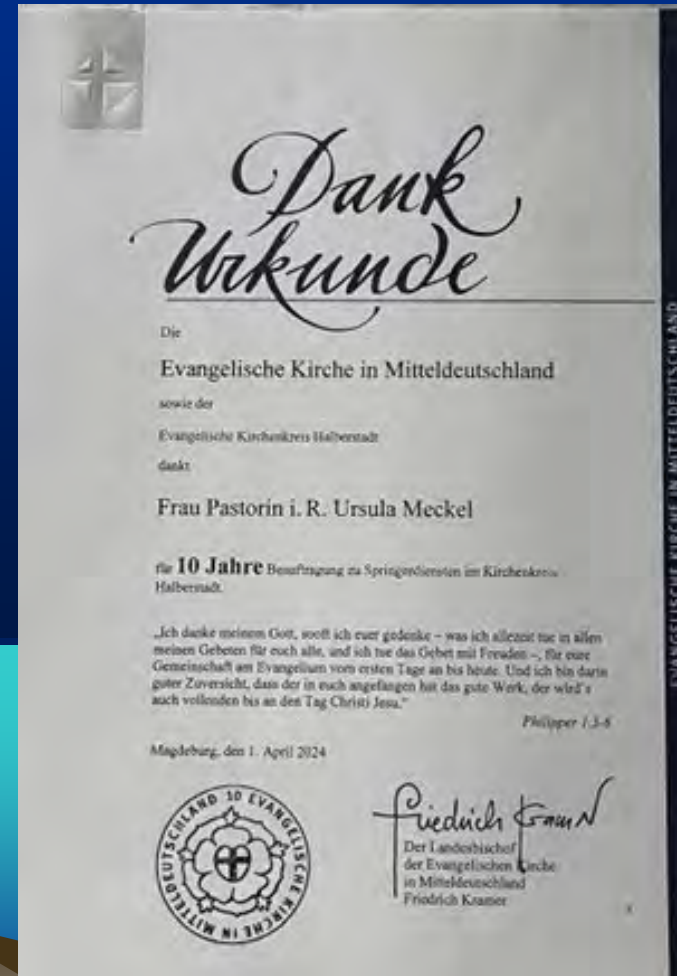 Dank
Urkunde
Die
Evangelische Kirche in Mitteldeutschland
sowie der
Evangelische Kirchenkreis Halberstadt
dankt
Frau Pastorin i. R. Ursula Meckel
für 10 Jahre Beauftragung zu Springerdiensten im Kirchenkreis
Halberstadt.
„Ich danke meinem Gott, sooft ich euer gedenke – was ich allezeit tue in allen
meinen Gebeten für euch alle, und ich tue das Gebet mit Freuden –, für eure
Gemeinschaft am Evangelium vom ersten Tage an bis heute. Und ich bin darin
guter Zuversicht, dass der in euch angefangen hat das gute Werk, der wird's
auch vollenden bis an den Tag Christi Jesu."
Philipper 1.3-6
Magdeburg, den 1. April 2024
10 EVANGELISCHE KIRCHE IN MITTELDEUTSCHLAND
Friedrich Kramer
Der Landesbischof
der Evangelischen Kirche
in Mitteldeutschland
Friedrich Kramer
EVANGELISCHE KIRCHE IN MITTELDEUTSCHLAND